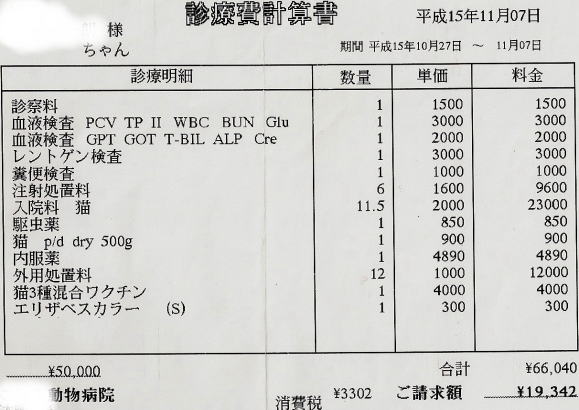 診療費計算書
平成15年11月07日
様
ちゃん
期間 平成15年10月27日 ～ 11月07日
診療明細 数量 単価 料金
診察料 1 1500 1500
血液検査 PCV TP II WBC BUN Glu 1 3000 3000
血液検査 GPT GOT T-BIL ALP Cre 1 2000 2000
レントゲン検査 1 3000 3000
糞便検査 1 1000 1000
注射処置料 6 1600 9600
入院料 猫 11.5 2000 23000
駆虫薬 1 850 850
猫 p/d dry 500g 1 900 900
内服薬 1 4890 4890
外用処置料 12 1000 12000
猫3種混合ワクチン 1 4000 4000
エリザベスカラー (S) 1 300 300
¥50,000 合計 ¥66,040
動物病院 消費税 ¥3302 ご請求額 ¥19,342